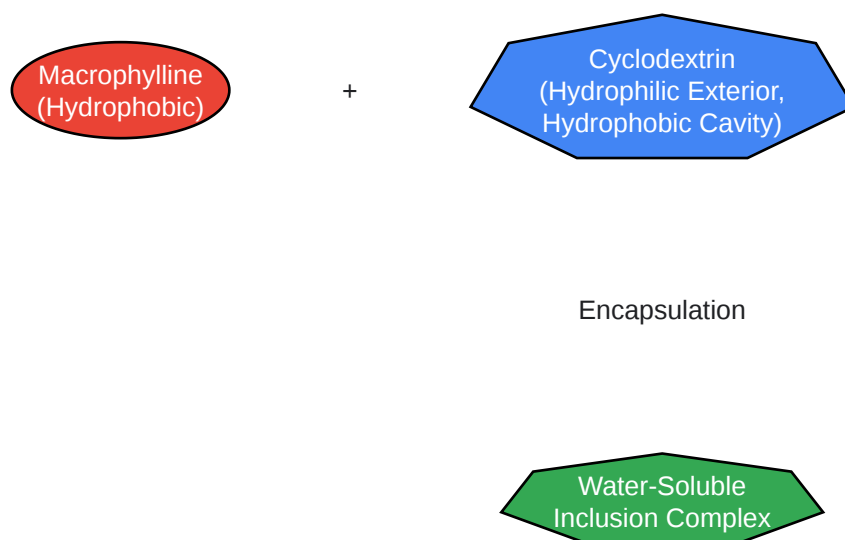 Macrophylline
(Hydrophobic)
+
Cyclodextrin
(Hydrophilic Exterior,
Hydrophobic Cavity)
Encapsulation
Water-Soluble
Inclusion Complex